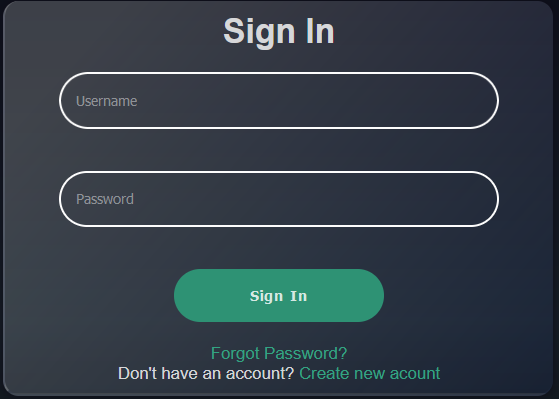 Sign In
Username
Password
Sign In
Forgot Password?
Don't have an account? Create new acount